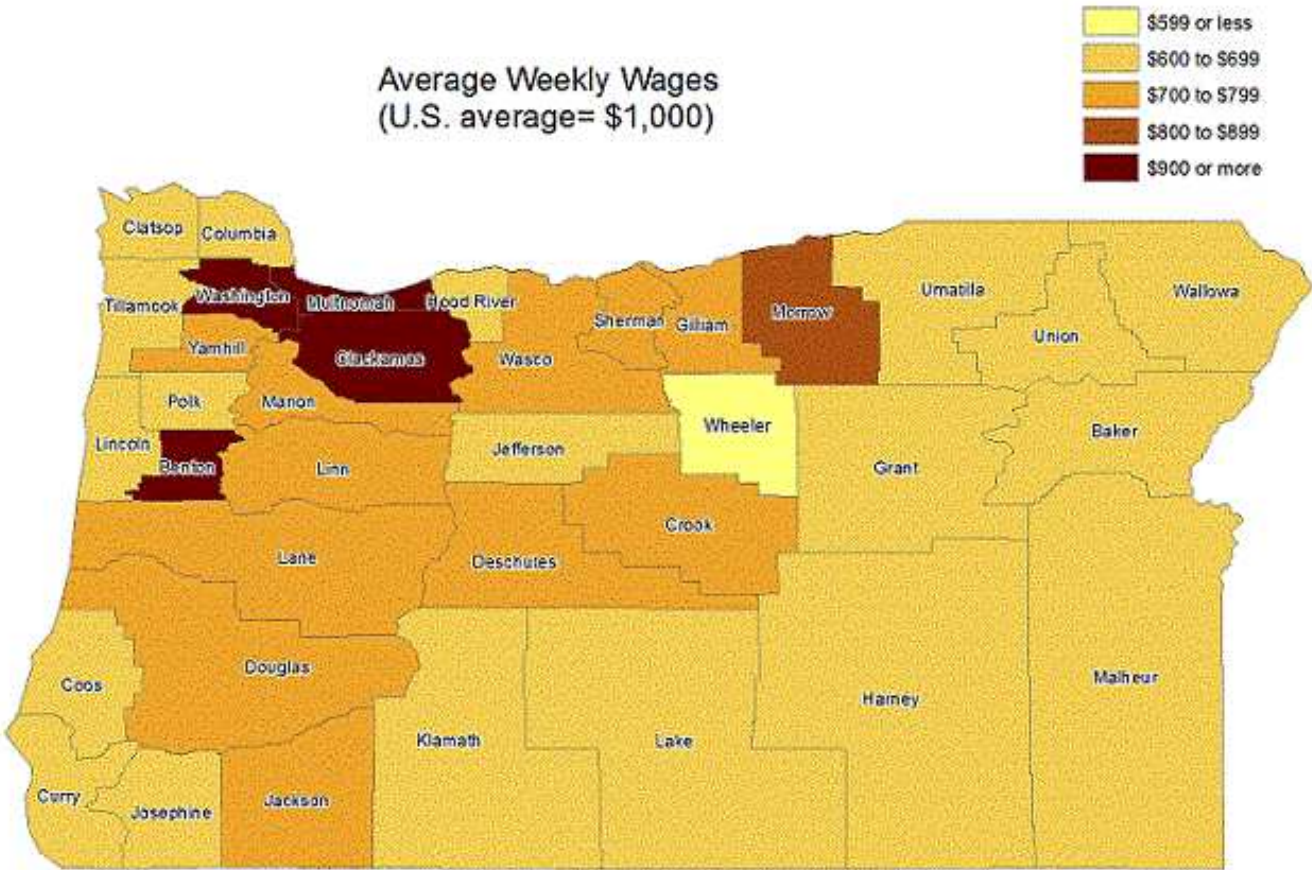 $599 or less
$600 to $699
$700 to $799
$800 to $899
$900 or more
Average Weekly Wages
(U.S. average= $1,000)
Clatsop
Columbia
Washington
Multnomah
Hood River
Tillamook
Yamhill
Clackamas
Wasco
Sherman
Gilliam
Morrow
Umatilla
Union
Wallowa
Polk
Marion
Lincoln
Benton
Linn
Jefferson
Wheeler
Grant
Baker
Lane
Deschutes
Crook
Coos
Douglas
Klamath
Lake
Harney
Malheur
Curry
Josephine
Jackson